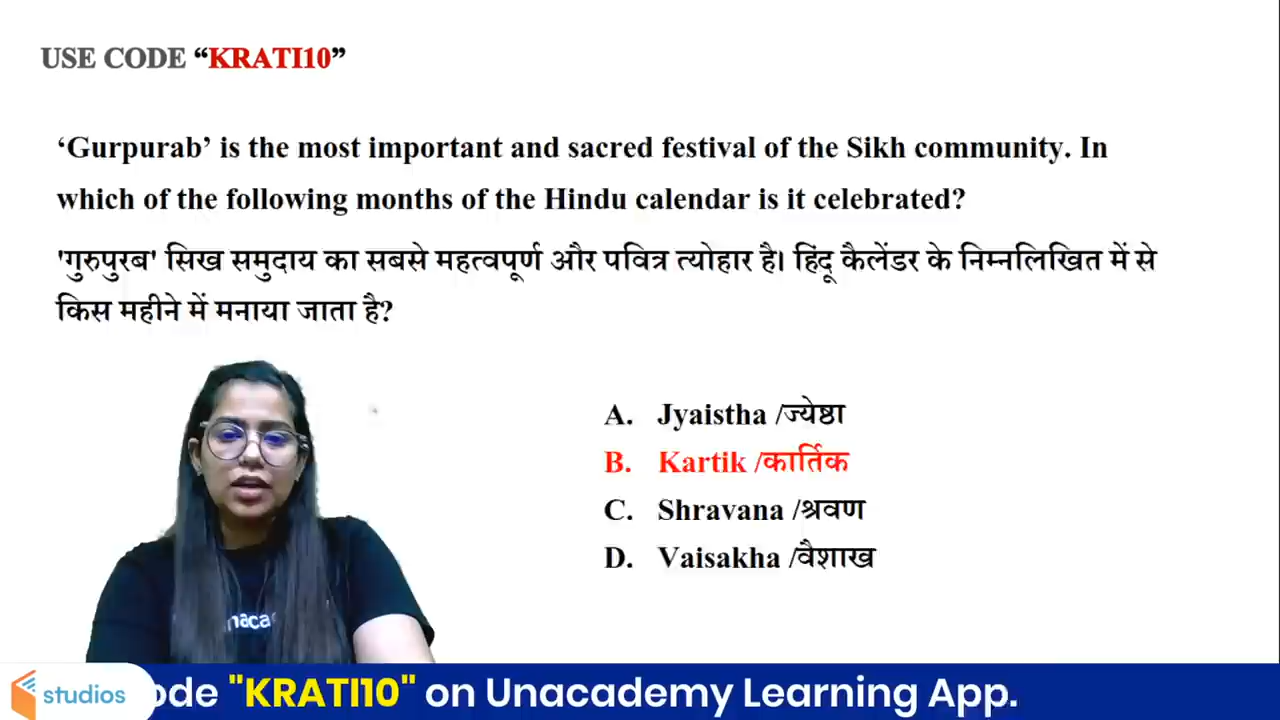 USE CODE “KRATI10”
‘Gurpurab’ is the most important and sacred festival of the Sikh community. In
which of the following months of the Hindu calendar is it celebrated?
'गुरुपुरब' सिख समुदाय का सबसे महत्वपूर्ण और पवित्र त्योहार है। हिंदू कैलेंडर के निम्नलिखित में से
किस महीने में मनाया जाता है?
A. Jyaistha /ज्येष्ठा
B. Kartik /कार्तिक
C. Shravana /श्रवण
D. Vaisakha /वैशाख
naca
studios ode "KRATI10" on Unacademy Learning App.